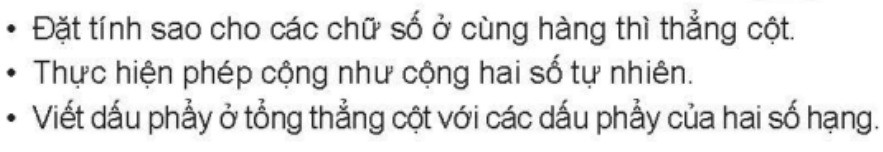 • Đặt tính sao cho các chữ số ở cùng hàng thì thẳng cột.
• Thực hiện phép cộng như cộng hai số tự nhiên.
• Viết dấu phẩy ở tổng thẳng cột với các dấu phẩy của hai số hạng.